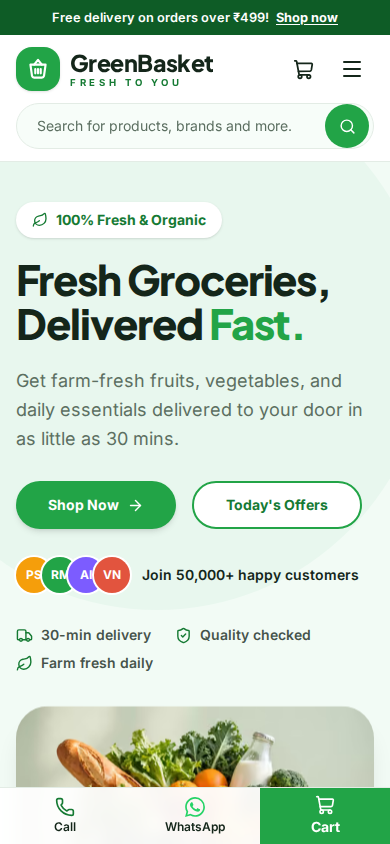 Free delivery on orders over ₹499! Shop now
GreenBasket
FRESH TO YOU
Search for products, brands and more.
100% Fresh & Organic
Fresh Groceries,
Delivered Fast.
Get farm-fresh fruits, vegetables, and
daily essentials delivered to your door in
as little as 30 mins.
Shop Now
Today's Offers
PS RM AI VN Join 50,000+ happy customers
30-min delivery
Quality checked
Farm fresh daily
Call
WhatsApp
Cart